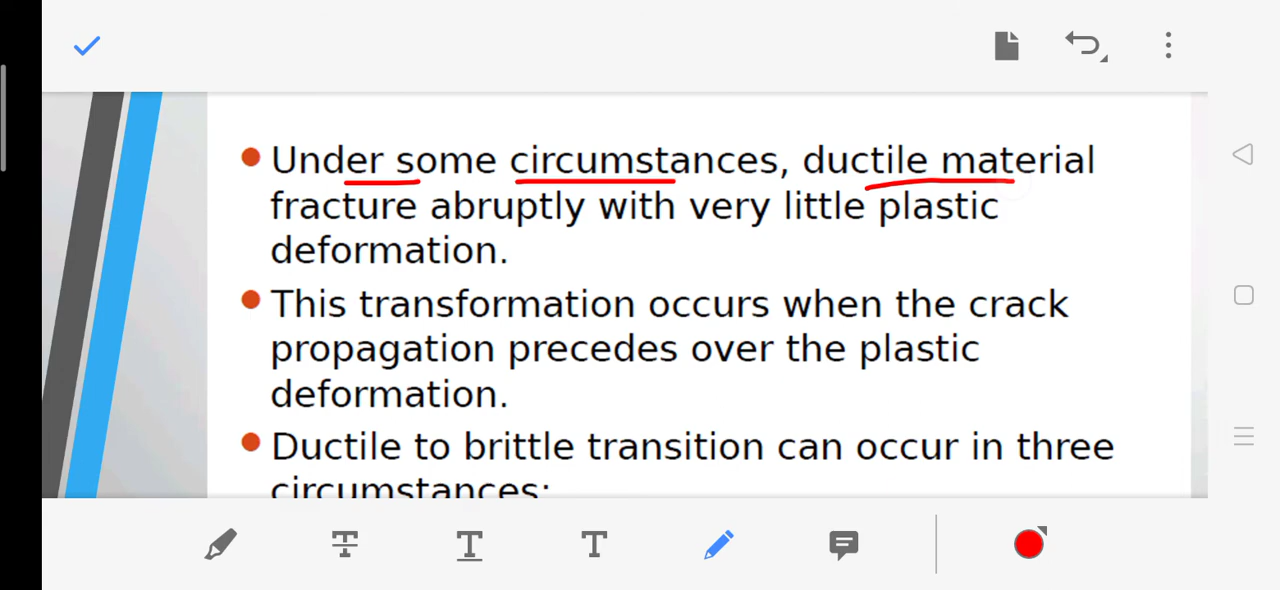 Under some circumstances, ductile material
fracture abruptly with very little plastic
deformation.
This transformation occurs when the crack
propagation precedes over the plastic
deformation.
Ductile to brittle transition can occur in three
circumstances: